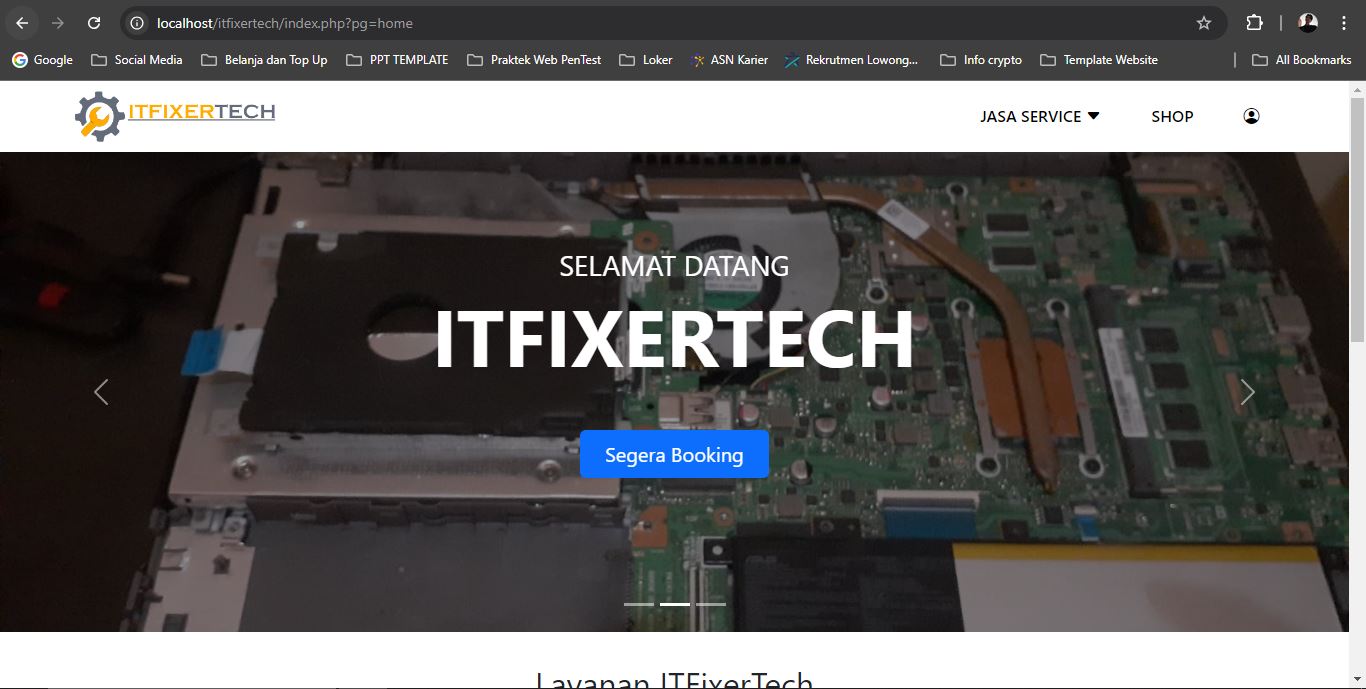 localhost/itfixertech/index.php?pg=home
Google Social Media Belanja dan Top Up PPT TEMPLATE Praktek Web PenTest Loker ASN Karier Rekrutmen Lowong... Info crypto Template Website All Bookmarks
ITFIXERTECH JASA SERVICE SHOP
SELAMAT DATANG
ITFIXERTECH
Segera Booking
Layanan ITFixerTech